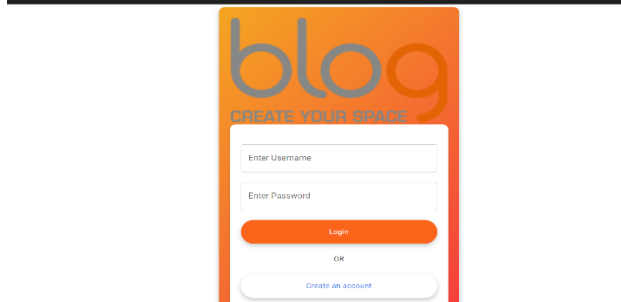 blog
CREATE YOUR SPACE
Enter Username
Enter Password
Login
OR
Create an account